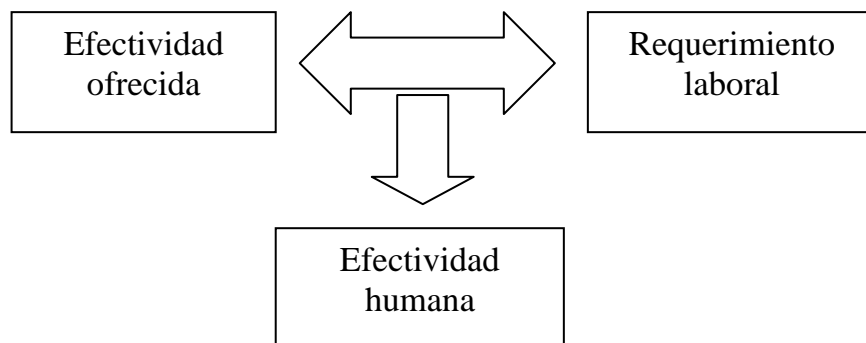 Efectividad
ofrecida
Requerimiento
laboral
Efectividad
humana